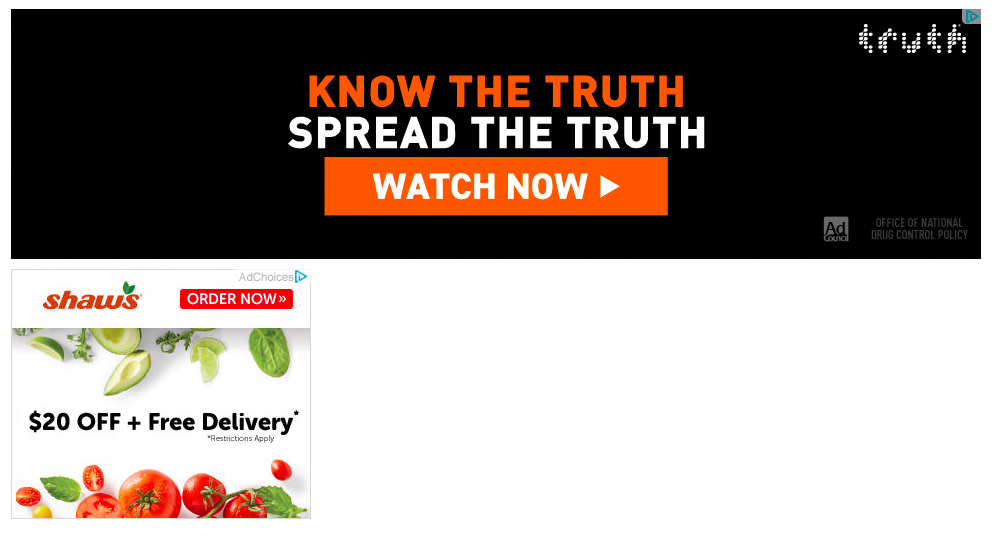 truth
KNOW THE TRUTH
SPREAD THE TRUTH
WATCH NOW
Ad Council
OFFICE OF NATIONAL
DRUG CONTROL POLICY
AdChoices
shaw's
ORDER NOW»
$20 OFF + Free Delivery*
*Restrictions Apply